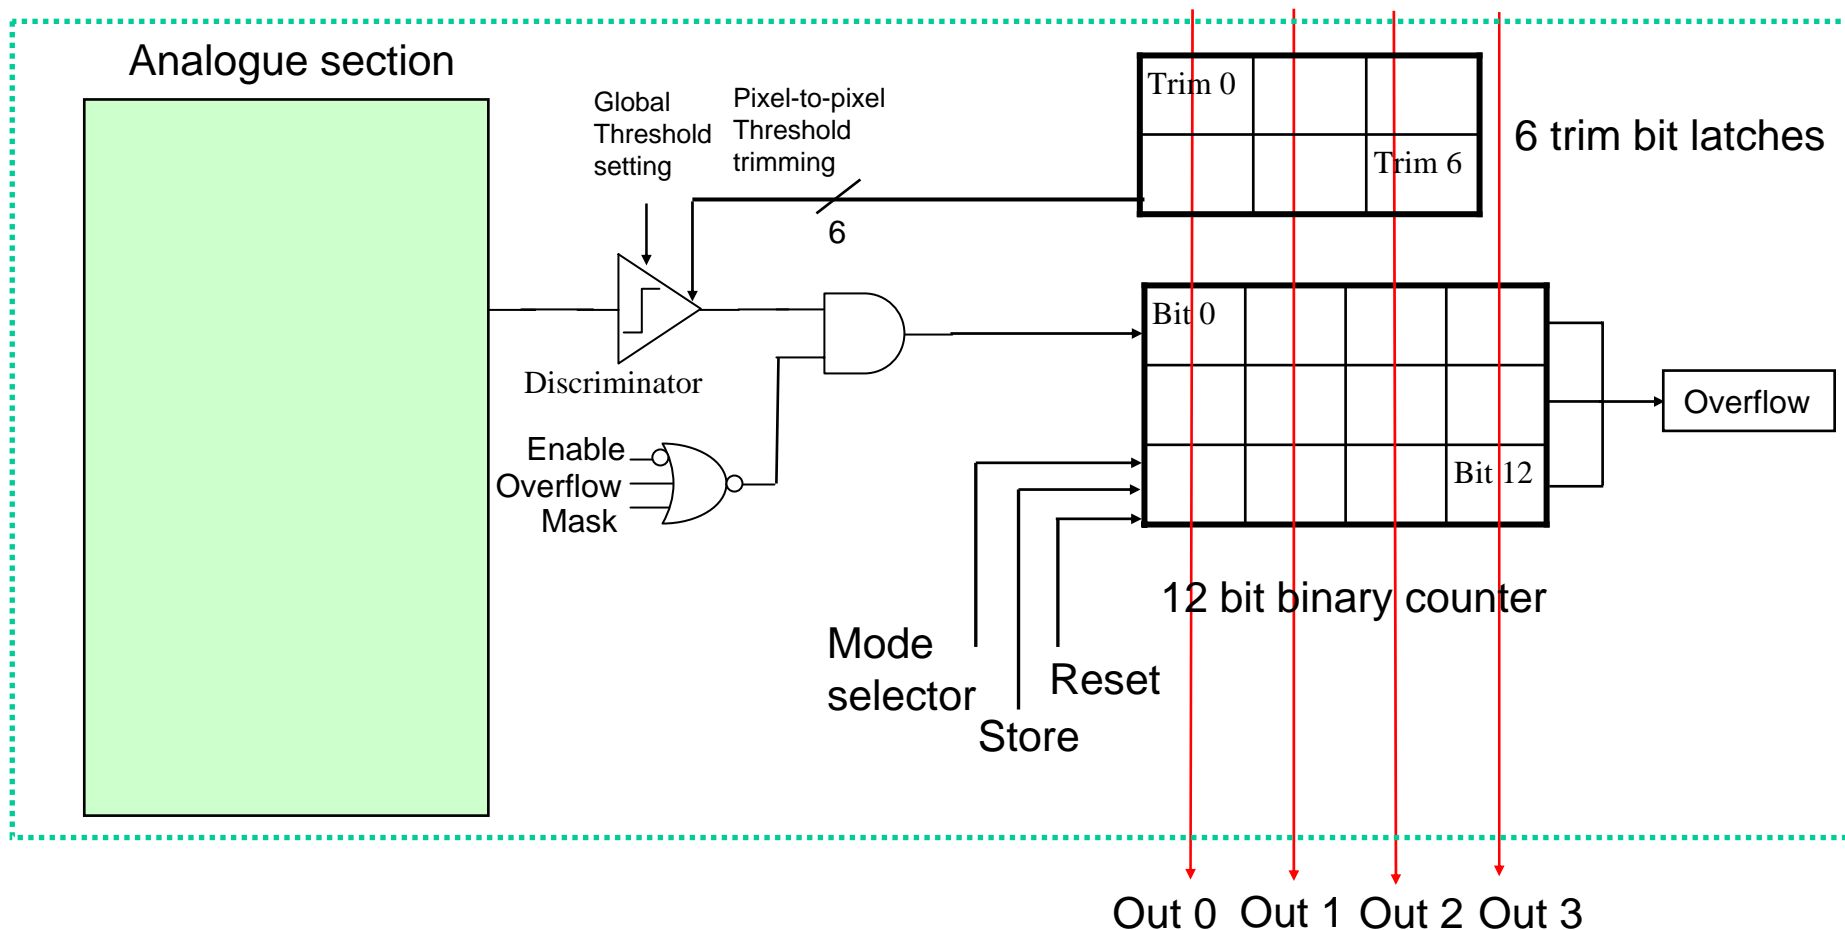 Analogue section
Global
Threshold
setting
Pixel-to-pixel
Threshold
trimming
6
Trim 0
Trim 6
6 trim bit latches
Discriminator
Enable
Overflow
Mask
Bit 0
Bit 12
Overflow
12 bit binary counter
Mode
selector
Store
Reset
Out 0
Out 1
Out 2
Out 3